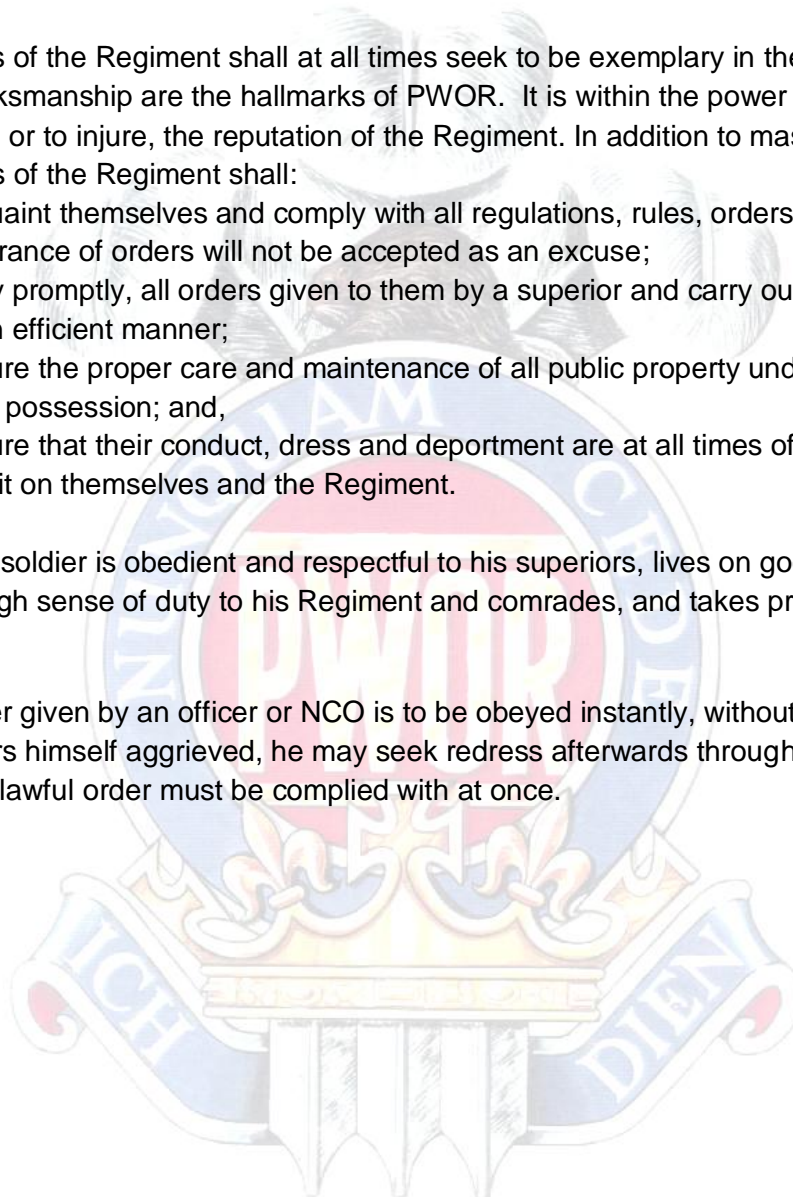 s of the Regiment shall at all times seek to be exemplary in the
ksmanship are the hallmarks of PWOR. It is within the power
or to injure, the reputation of the Regiment. In addition to mas
s of the Regiment shall:
uaint themselves and comply with all regulations, rules, orders
rance of orders will not be accepted as an excuse;
y promptly, all orders given to them by a superior and carry ou
n efficient manner;
ure the proper care and maintenance of all public property und
possession; and,
ure that their conduct, dress and deportment are at all times of
it on themselves and the Regiment.
soldier is obedient and respectful to his superiors, lives on go
gh sense of duty to his Regiment and comrades, and takes pr
er given by an officer or NCO is to be obeyed instantly, without
rs himself aggrieved, he may seek redress afterwards through
lawful order must be complied with at once.
NUNQUAM CEDE
PWOR
ICH DIEN